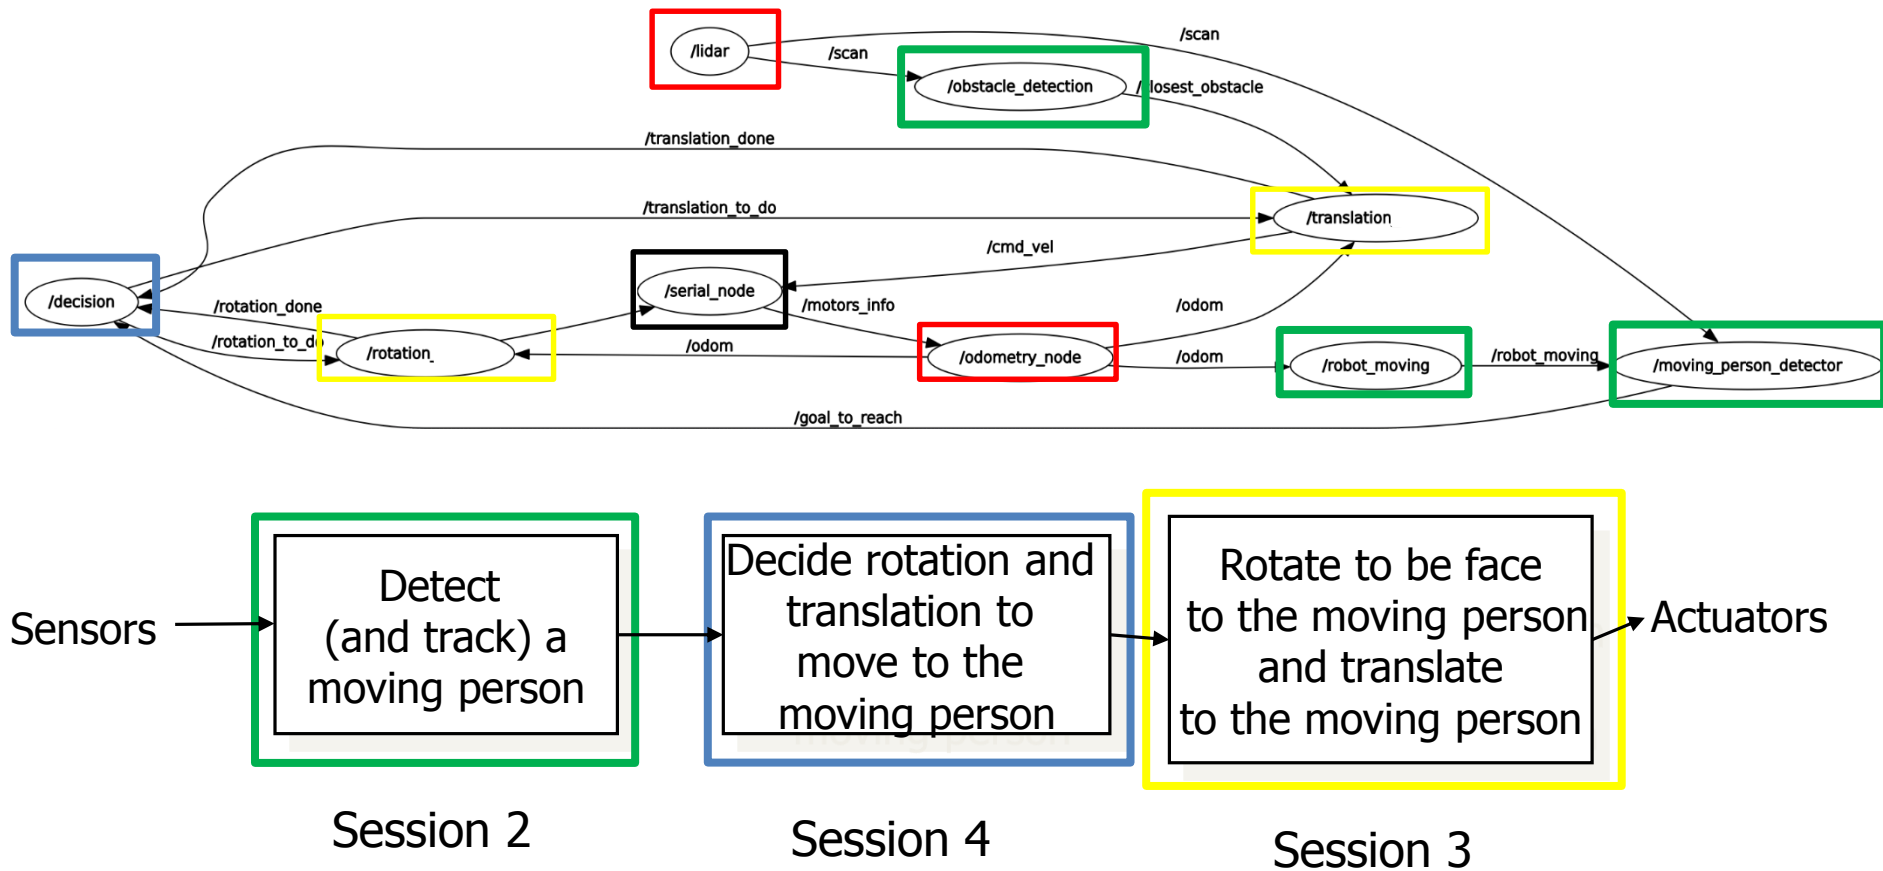 /lidar
/scan
/scan
/obstacle_detection
/closest_obstacle
/translation_done
/translation_to_do
/translation
/cmd_vel
/decision
/serial_node
/rotation_done
/motors_info
/odom
/rotation_to_do
/rotation_
/odom
/odometry_node
/odom
/robot_moving
/robot_moving
/moving_person_detector
/goal_to_reach
Sensors
Detect
(and track) a
moving person
Decide rotation and
translation to
move to the
moving person
Rotate to be face
to the moving person
and translate
to the moving person
Actuators
Session 2
Session 4
Session 3